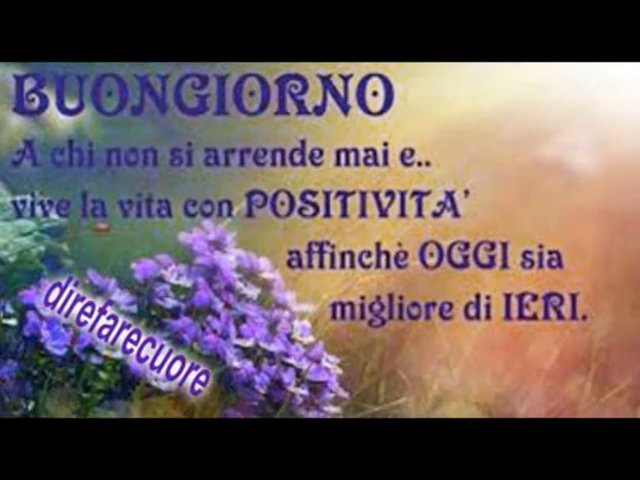 BUONGIORNO
A chi non si arrende mai e..
vive la vita con POSITIVITA'
affinchè OGGI sia
migliore di IERI.
direfarecuore